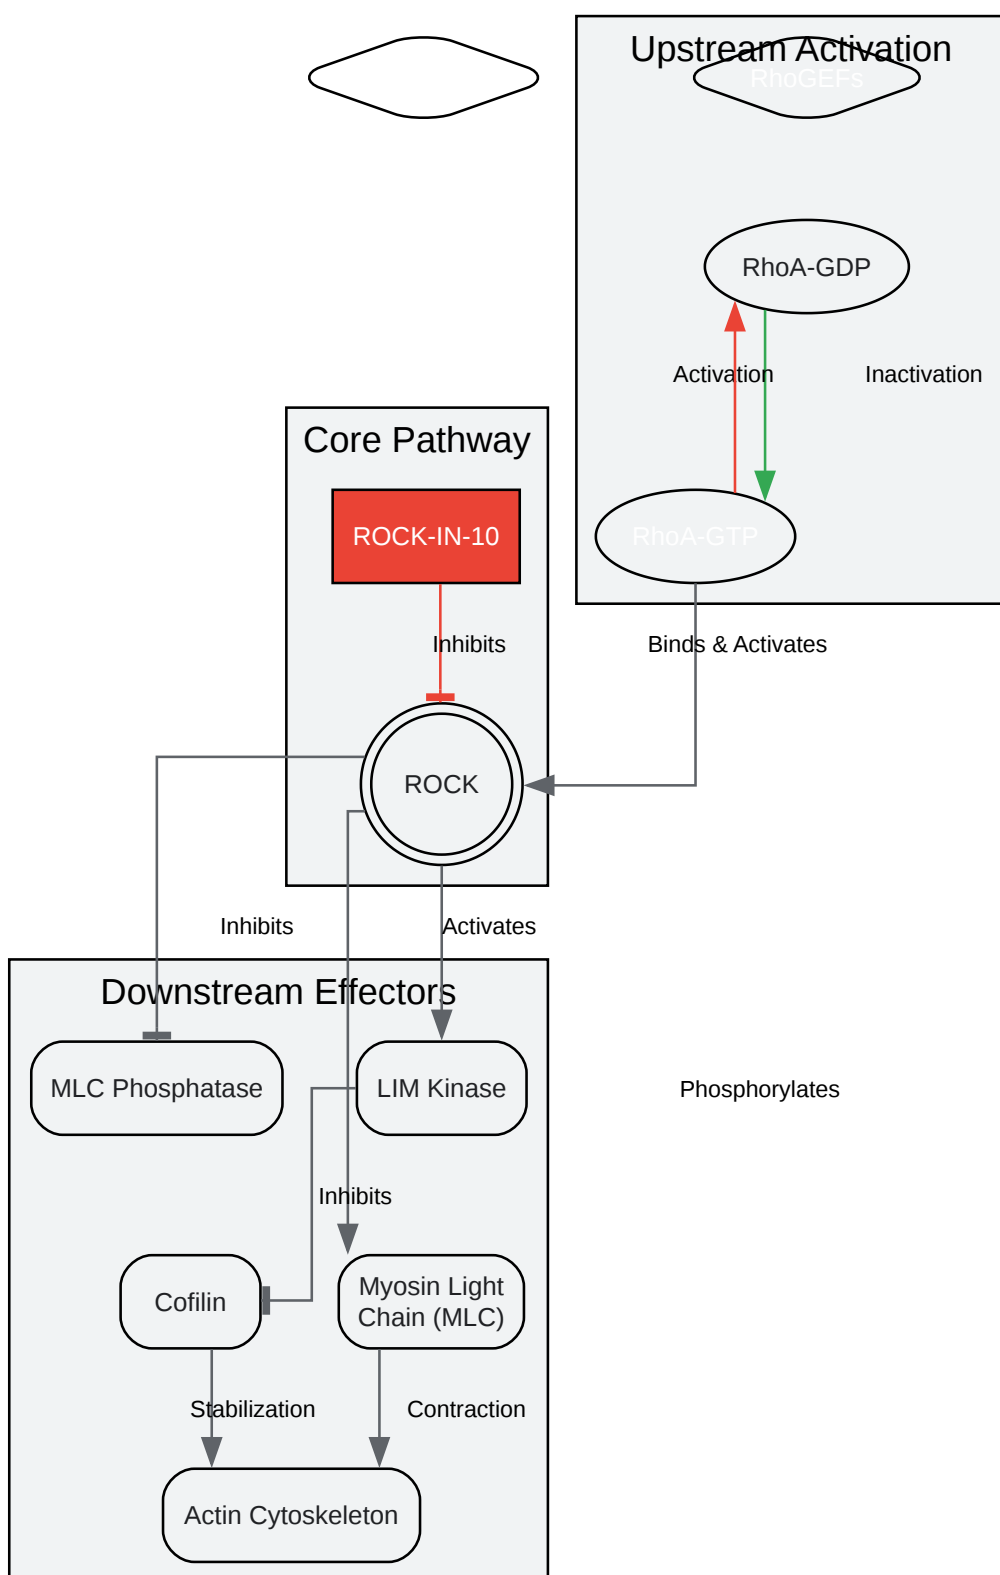 Upstream Activation
RhoGEFs
RhoA-GDP
Activation
Inactivation
Core Pathway
ROCK-IN-10
RhoA-GTP
Inhibits
Binds & Activates
ROCK
Inhibits
Activates
Downstream Effectors
MLC Phosphatase
LIM Kinase
Phosphorylates
Inhibits
Cofilin
Myosin Light
Chain (MLC)
Stabilization
Contraction
Actin Cytoskeleton